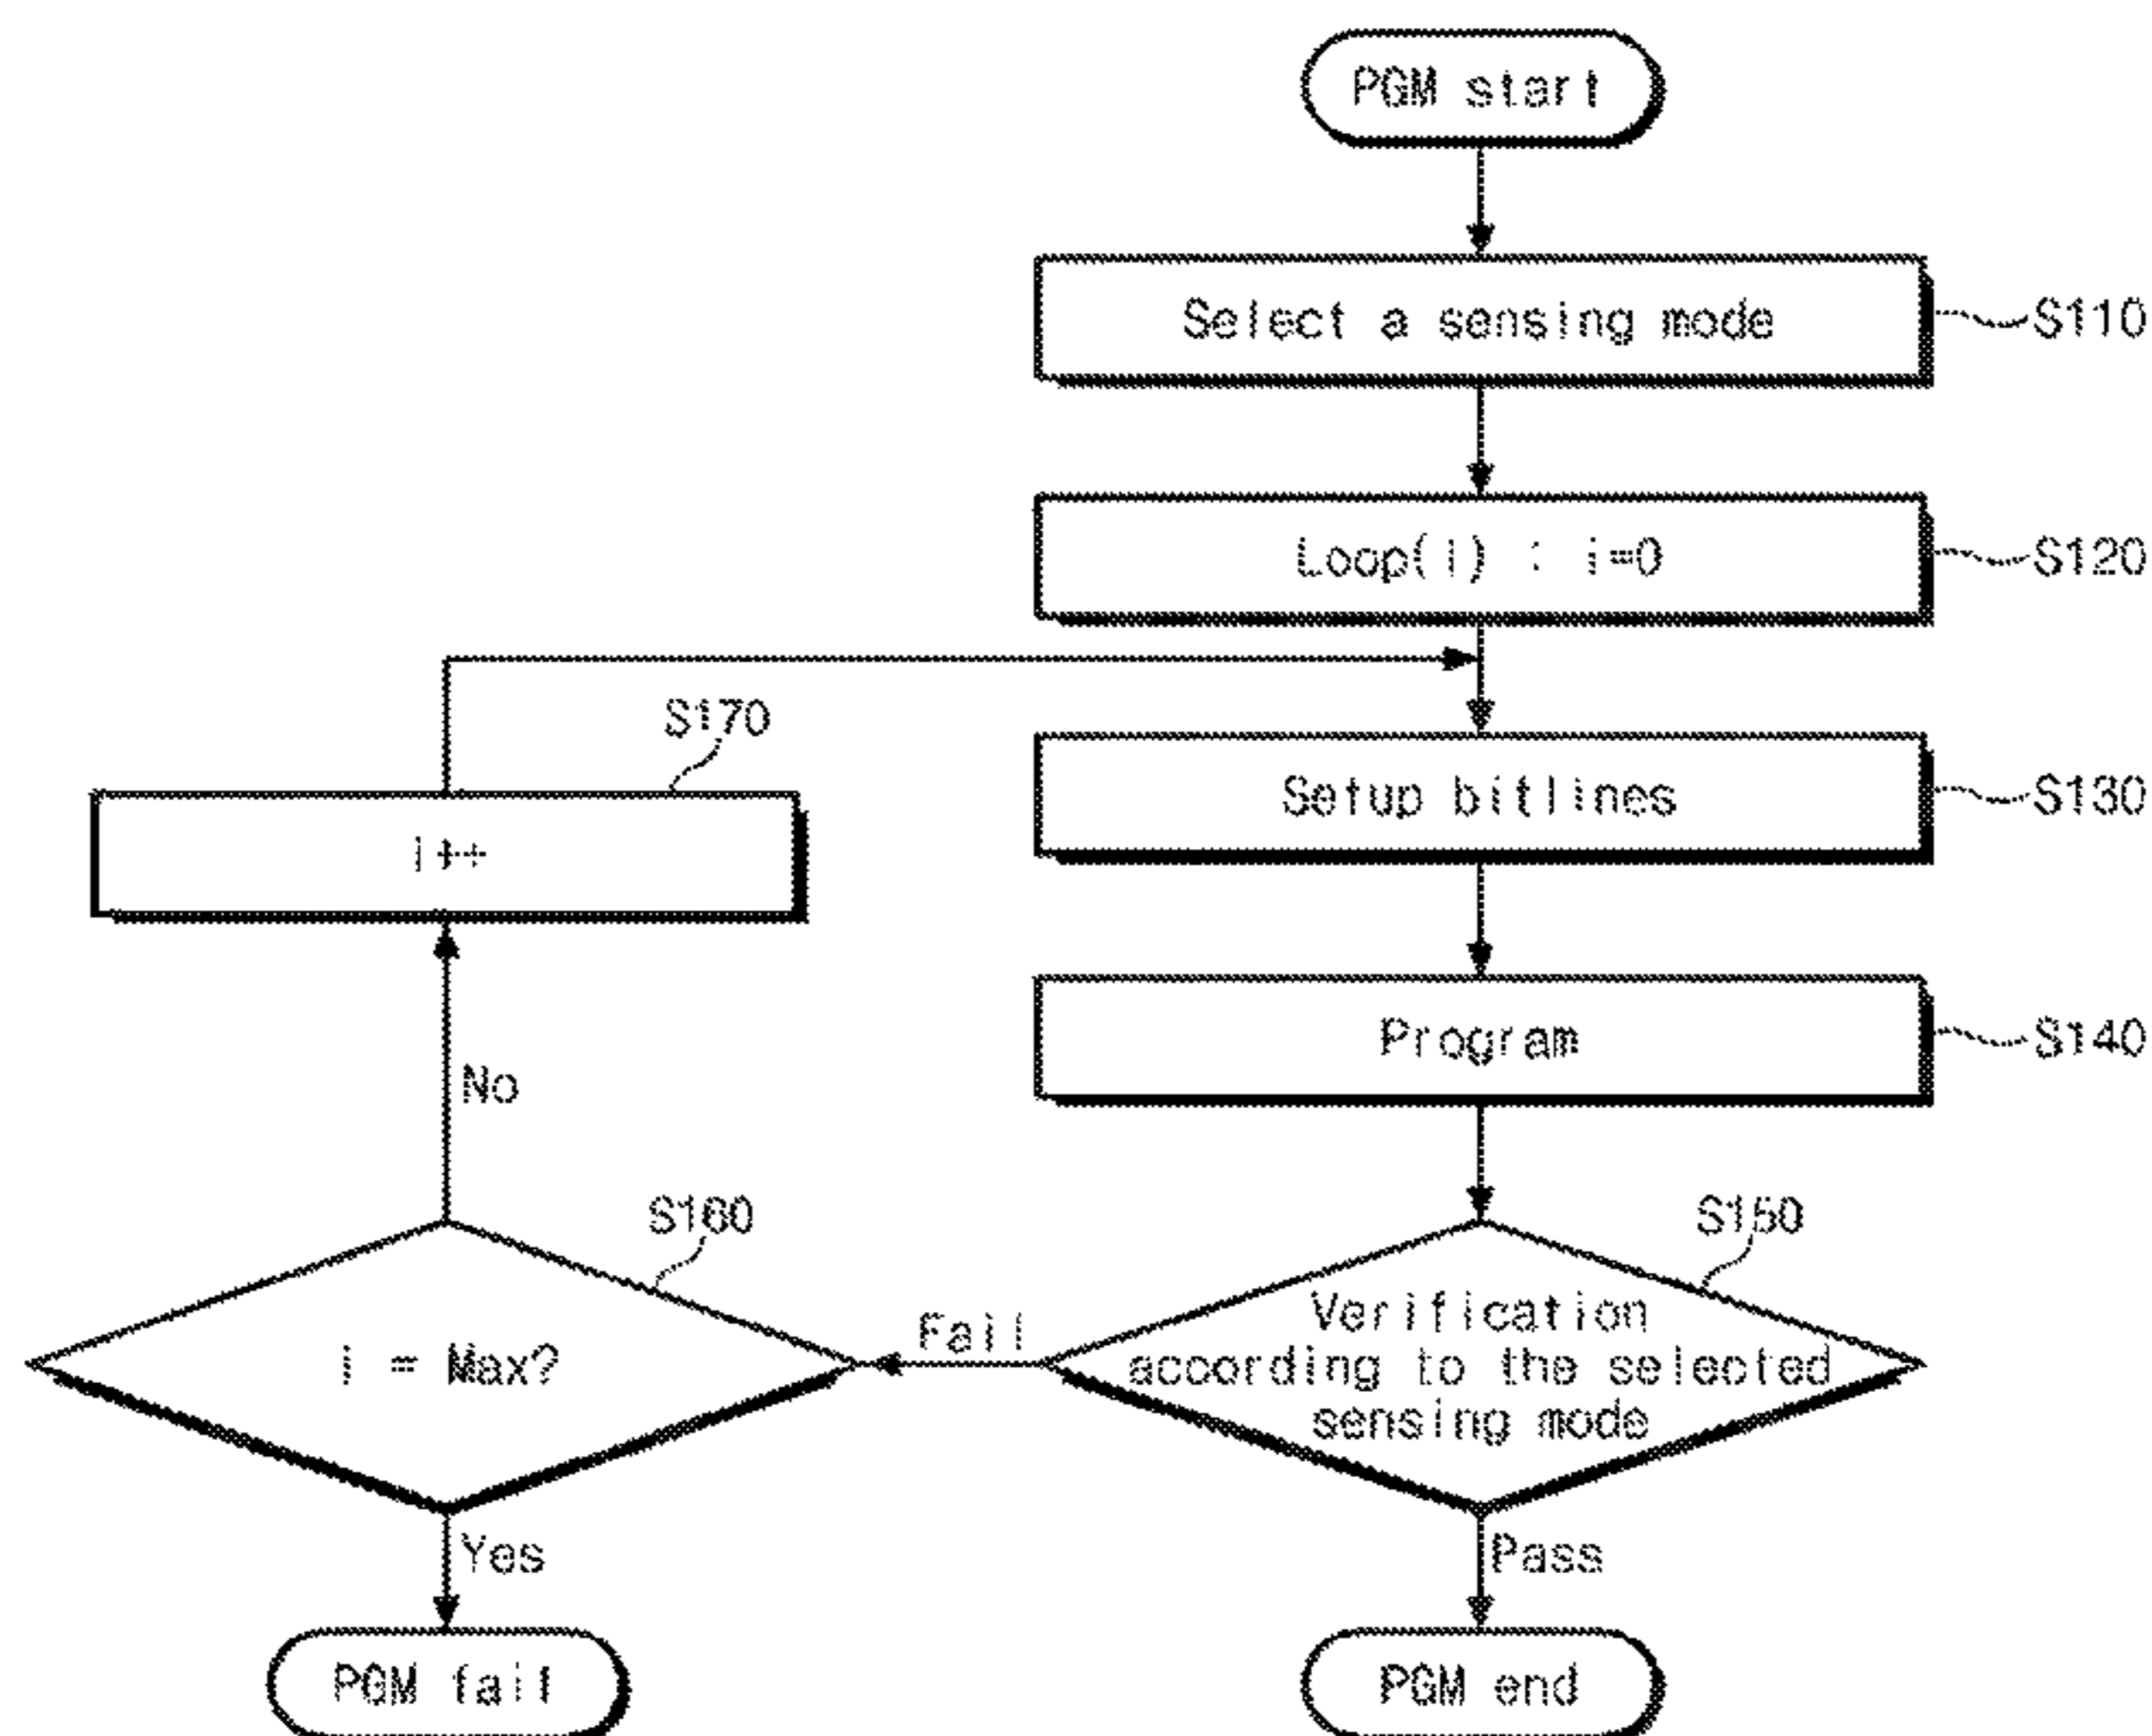 PGM start
Select a sensing mode
S110
Loop(i) : i=0
S120
S170
Setup bitlines
S130
i++
Program
S140
No
S160
S150
i = Max?
Fail
Verification
according to the selected
sensing mode
Yes
Pass
PGM fail
PGM end